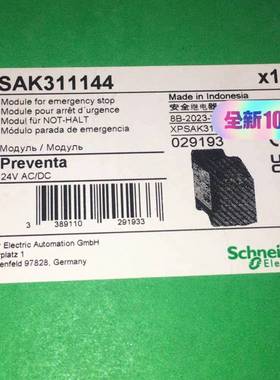 SAK311144
x1
Module for emergency stop
Module pour arrêt d'urgence
Modul für NOT-HALT
Módulo parada de emergencia
Модуль / Модуль
Preventa
24V AC/DC
Made in Indonesia
安全继电器
8B-2023-
XPSAK31
029193
全新10
3 389110 291933
r Electric Automation GmbH
rplatz 1
enfeld 97828, Germany
Schnei
Ele